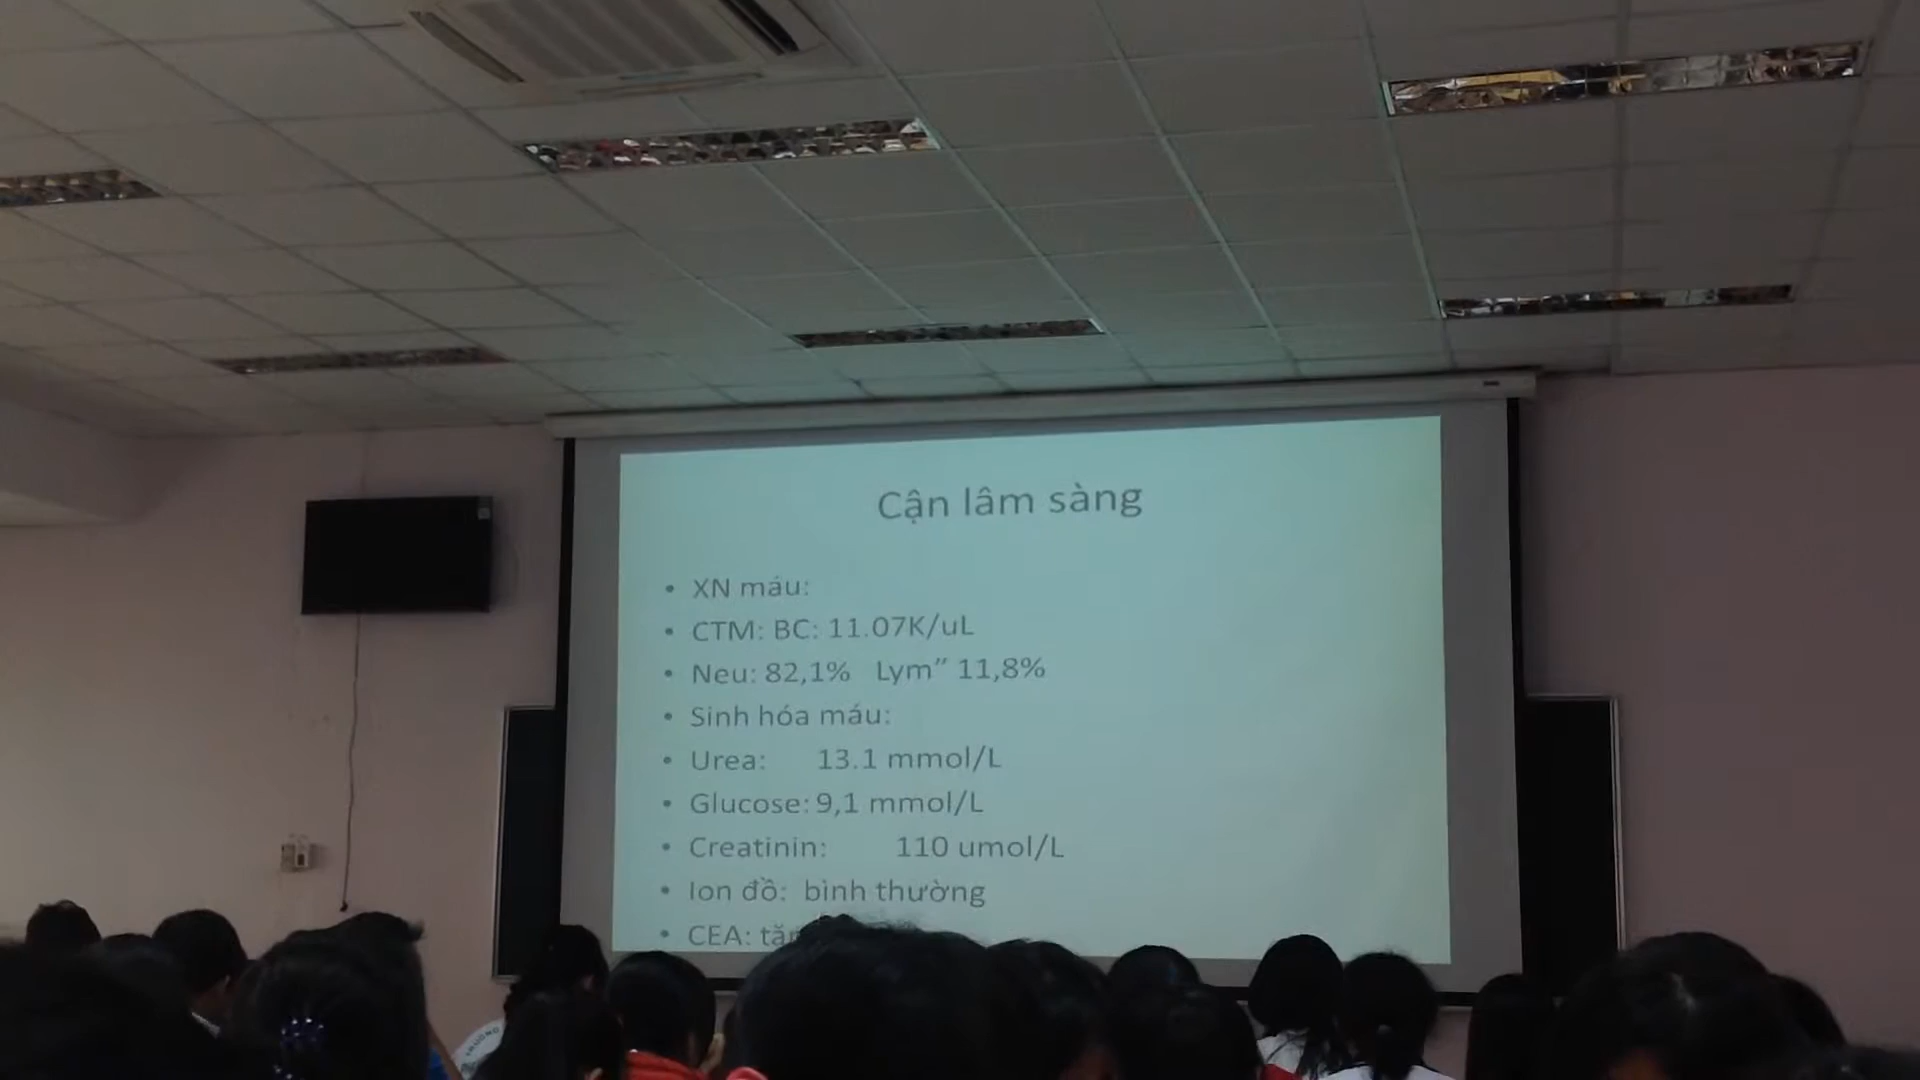 Cận lâm sàng
• XN máu:
• CTM: BC: 11.07K/uL
• Neu: 82,1% Lym” 11,8%
• Sinh hóa máu:
• Urea: 13.1 mmol/L
• Glucose: 9,1 mmol/L
• Creatinin: 110 umol/L
• Ion đồ: bình thường
• CEA: